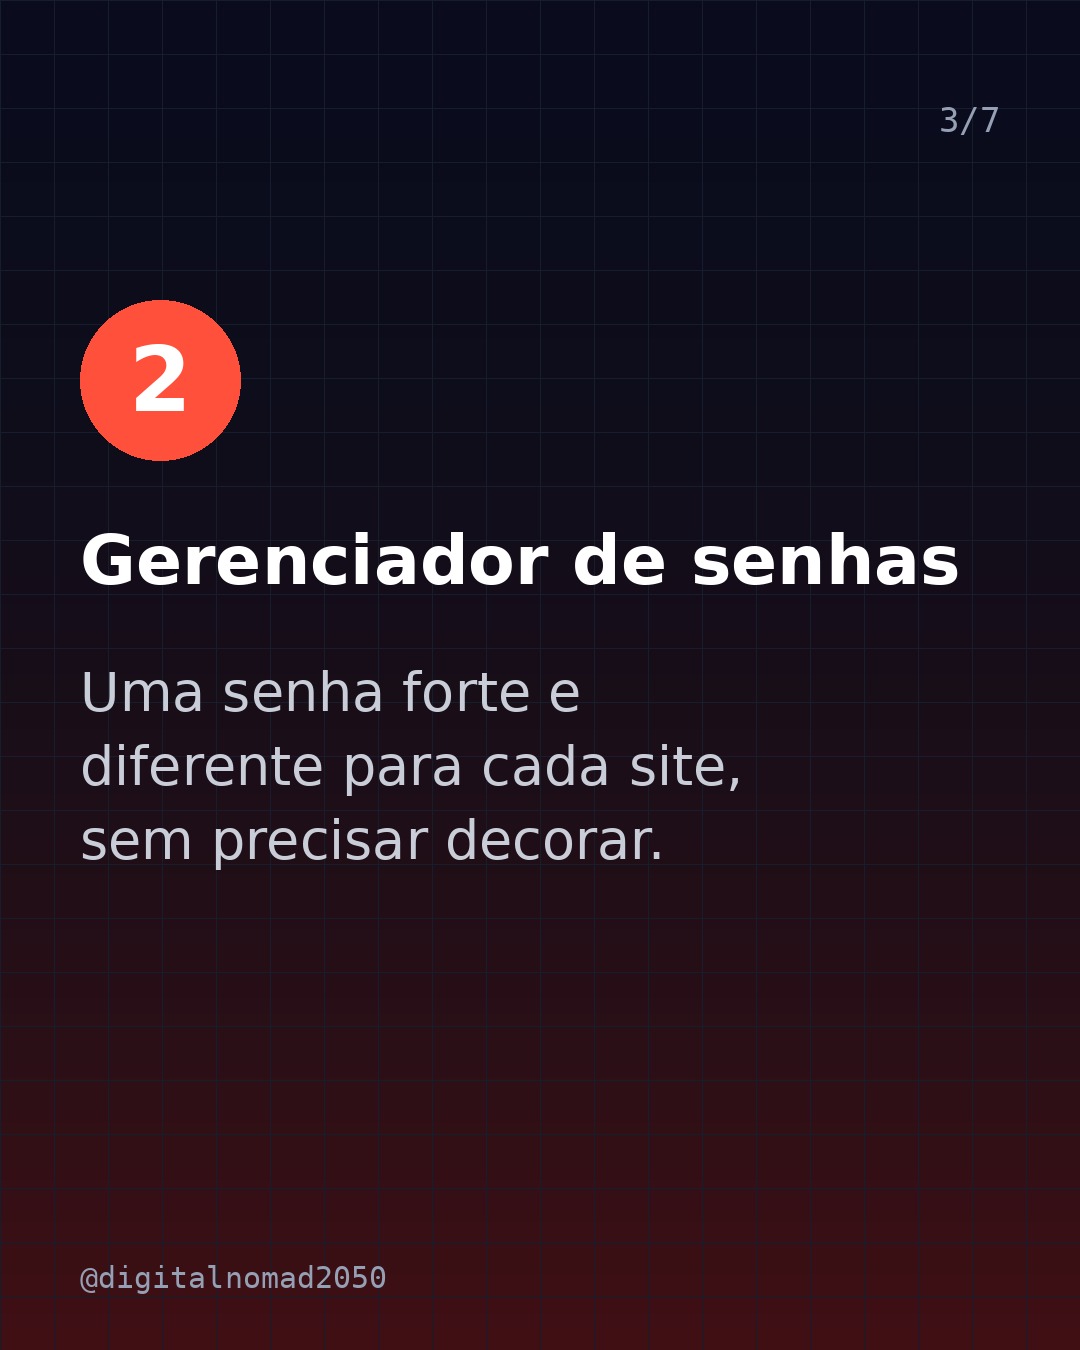 3/7
2
Gerenciador de senhas
Uma senha forte e
diferente para cada site,
sem precisar decorar.
@digitalnomad2050